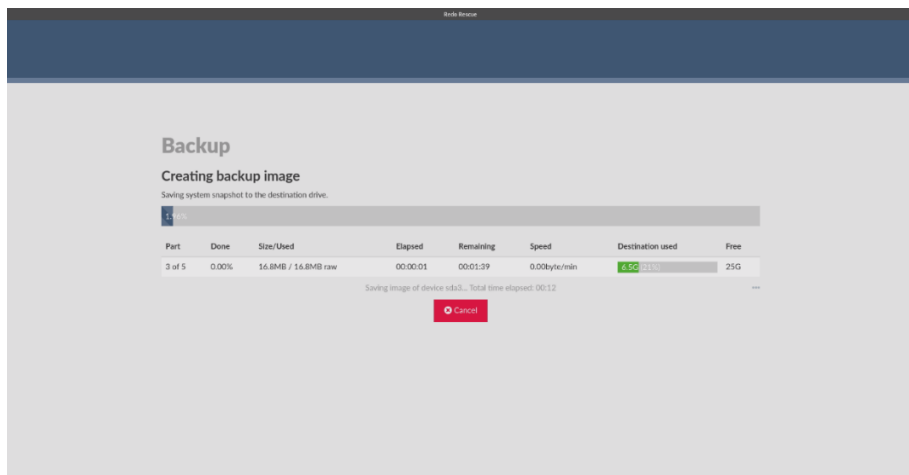 Redo Rescue
Backup
Creating backup image
Saving system snapshot to the destination drive.
1.96%
Part Done Size/Used Elapsed Remaining Speed Destination used Free
3 of 5 0.00% 16.8MB / 16.8MB raw 00:00:01 00:01:39 0.00byte/min 6.5G (21%) 25G
Saving image of device sda3... Total time elapsed: 00:12
Cancel